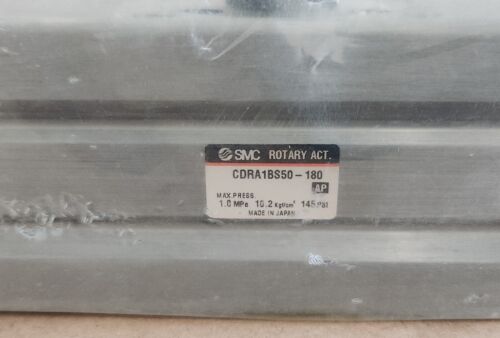 SMC ROTARY ACT.
CDRA1BS50-180
AP
MAX.PRESS.
1.0 MPa 10.2 Kgf/cm² 145 PSI
MADE IN JAPAN